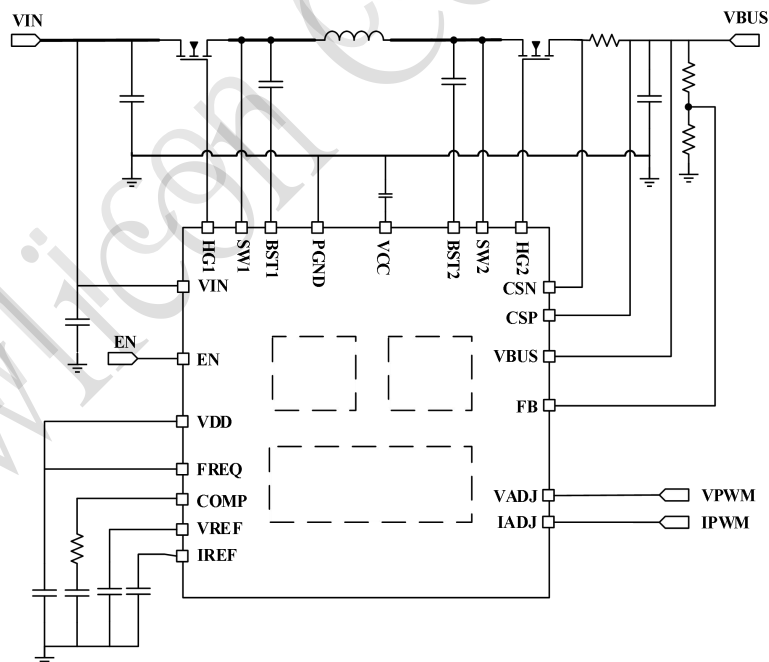 VIN
VBUS
HG1
SW1
BST1
PGND
VCC
BST2
SW2
HG2
VIN
CSN
CSP
EN
EN
VBUS
FB
VDD
FREQ
COMP
VREF
IREF
VADJ
VPWM
IADJ
IPWM